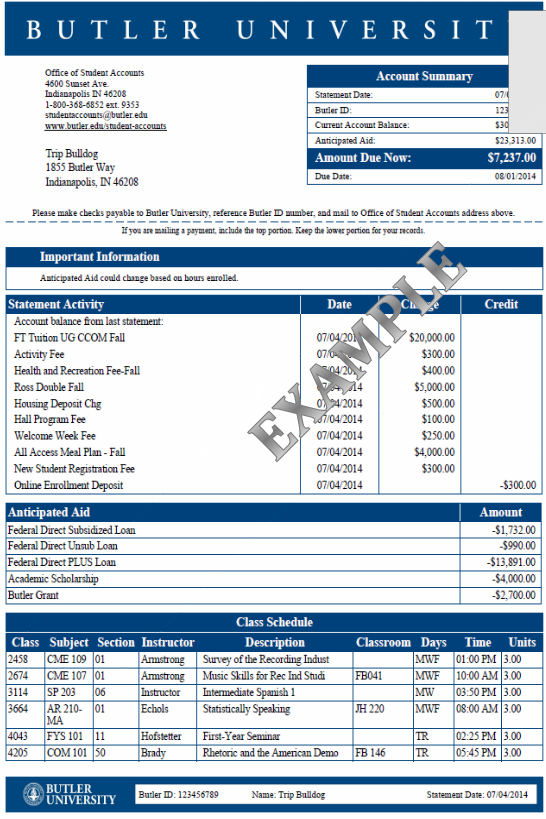 BUTLER UNIVERSIT
Office of Student Accounts
4600 Sunset Ave.
Indianapolis IN 46208
1-800-368-6852 ext. 9353
studentaccounts@butler.edu
www.butler.edu/student-accounts
Trip Bulldog
1855 Butler Way
Indianapolis, IN 46208
Account Summary
Statement Date: 07/
Butler ID: 123
Current Account Balance: $30
Anticipated Aid: $23,313.00
Amount Due Now: $7,237.00
Due Date: 08/01/2014
Please make checks payable to Butler University, reference Butler ID number, and mail to Office of Student Accounts address above.
If you are mailing a payment, include the top portion. Keep the lower portion for your records.
Important Information
Anticipated Aid could change based on hours enrolled.
EXAMPLE
Statement Activity Date Charge Credit
Account balance from last statement:
FT Tuition UG CCOM Fall 07/04/2014 $20,000.00
Activity Fee 07/04/2014 $300.00
Health and Recreation Fee-Fall 07/04/2014 $400.00
Ross Double Fall 07/04/2014 $5,000.00
Housing Deposit Chg 07/04/2014 $500.00
Hall Program Fee 07/04/2014 $100.00
Welcome Week Fee 07/04/2014 $250.00
All Access Meal Plan - Fall 07/04/2014 $4,000.00
New Student Registration Fee 07/04/2014 $300.00
Online Enrollment Deposit 07/04/2014 -$300.00
Anticipated Aid Amount
Federal Direct Subsidized Loan -$1,732.00
Federal Direct Unsub Loan -$990.00
Federal Direct PLUS Loan -$13,891.00
Academic Scholarship -$4,000.00
Butler Grant -$2,700.00
Class Schedule
Class Subject Section Instructor Description Classroom Days Time Units
2458 CME 109 01 Armstrong Survey of the Recording Indust MWF 01:00 PM 3.00
2674 CME 107 01 Armstrong Music Skills for Rec Ind Studi FB041 MWF 10:00 AM 3.00
3114 SP 203 06 Instructor Intermediate Spanish 1 MW 03:50 PM 3.00
3664 AR 210-MA 01 Echols Statistically Speaking JH 220 MWF 08:00 AM 3.00
4043 FYS 101 11 Hofstetter First-Year Seminar TR 02:25 PM 3.00
4205 COM 101 50 Brady Rhetoric and the American Demo FB 146 TR 05:45 PM 3.00
BUTLER
UNIVERSITY
Butler ID: 123456789 Name: Trip Bulldog Statement Date: 07/04/2014